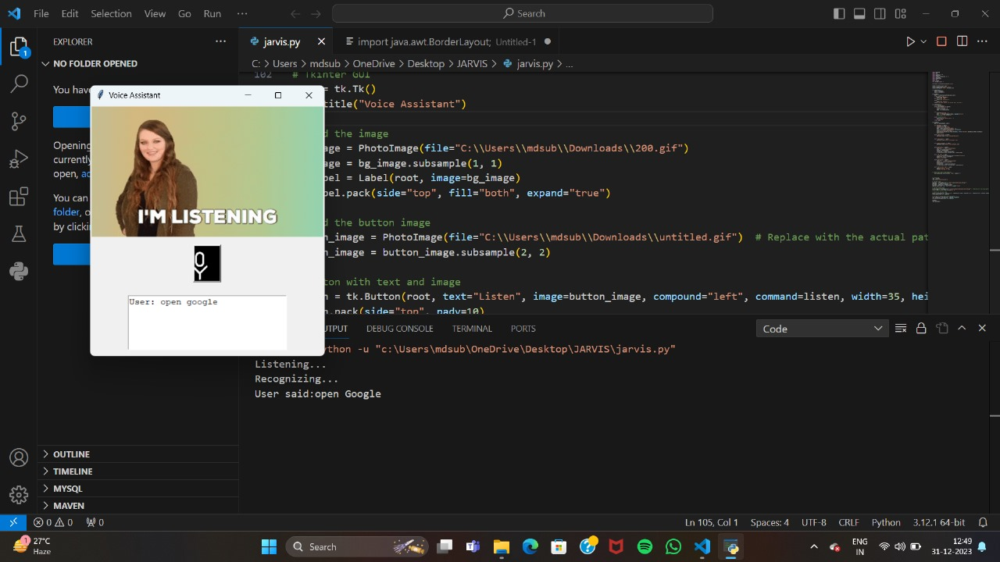 File Edit Selection View Go Run ... Search
EXPLORER ...
jarvis.py
import java.awt.BorderLayout; Untitled-1
NO FOLDER OPENED
C: > Users > mdsub > OneDrive > Desktop > JARVIS > jarvis.py > ...
You have
Opening
currently
open,
You can
folder,
by clickin
OUTLINE
TIMELINE
MYSQL
MAVEN
Voice Assistant
I'M LISTENING
User: open google
102 # Tkinter GUI
= tk.Tk()
title("Voice Assistant")
d the image
age = PhotoImage(file="C:\\Users\\mdsub\\Downloads\\200.gif")
age = bg_image.subsample(1, 1)
bel = Label(root, image=bg_image)
bel.pack(side="top", fill="both", expand="true")
d the button image
n_image = PhotoImage(file="C:\\Users\\mdsub\\Downloads\\untitled.gif") # Replace with the actual pat
n_image = button_image.subsample(2, 2)
ton with text and image
n = tk.Button(root, text="Listen", image=button_image, compound="left", command=listen, width=35, hei
n.pack(side="top", pady=10)
UTPUT DEBUG CONSOLE TERMINAL PORTS Code
ython -u "c:\Users\mdsub\OneDrive\Desktop\JARVIS\jarvis.py"
Listening...
Recognizing...
User said:open Google
0 0 0 Ln 105, Col 1 Spaces: 4 UTF-8 CRLF Python 3.12.1 64-bit
1 27°C
Haze
Search
ENG
IN
12:49
31-12-2023